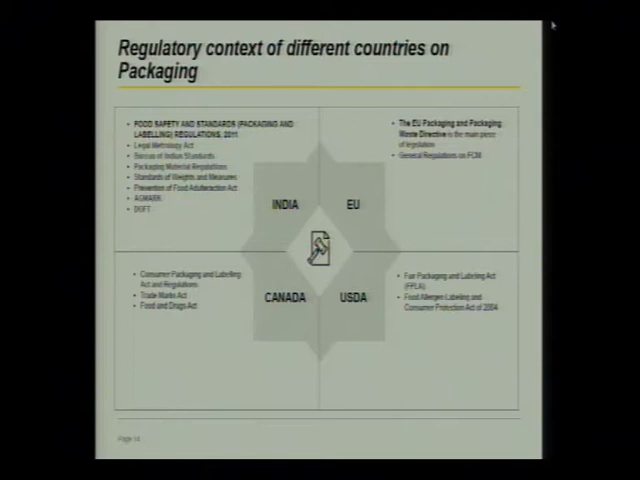 Regulatory context of different countries on
Packaging
• FOOD SAFETY AND STANDARDS (PACKAGING AND
LABELLING) REGULATIONS, 2011
• Legal Metrology Act
• Bureau of Indian Standards
• Packaging Material Regulations
• Standards of Weights and Measures
• Prevention of Food Adulteration Act
• AGMARK
• DGFT
• The EU Packaging and Packaging
Waste Directive is the main piece
of legislation
• General Regulations on FCM
INDIA
EU
CANADA
USDA
• Consumer Packaging and Labelling
Act and Regulations
• Trade Marks Act
• Food and Drugs Act
• Fair Packaging and Labeling Act
(FPLA)
• Food Allergen Labeling and
Consumer Protection Act of 2004